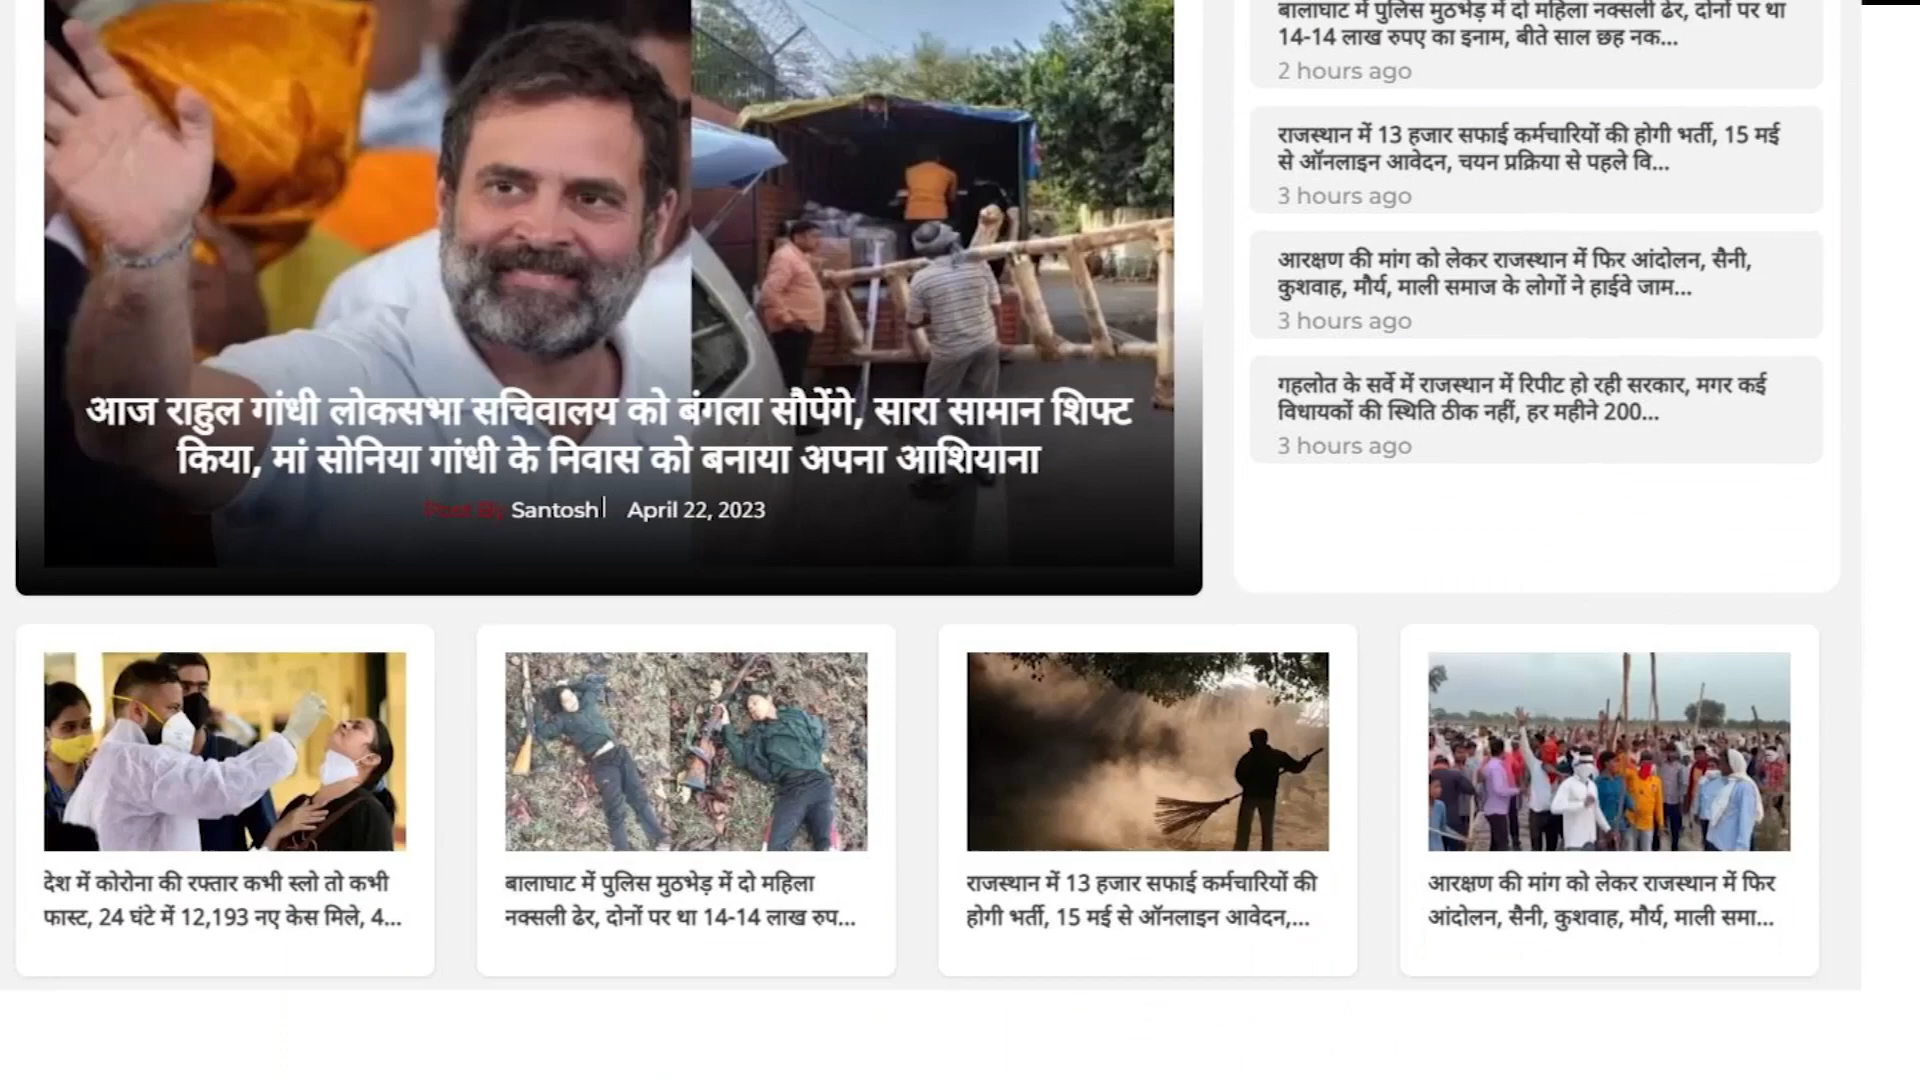 आज राहुल गांधी लोकसभा सचिवालय को बंगला सौपेंगे, सारा सामान शिफ्ट
किया, मां सोनिया गांधी के निवास को बनाया अपना आशियाना
Post By Santosh| April 22, 2023
बालाघाट में पुलिस मुठभेड़ में दो महिला नक्सली ढेर, दोनों पर था
14-14 लाख रुपए का इनाम, बीते साल छह नक...
2 hours ago
राजस्थान में 13 हजार सफाई कर्मचारियों की होगी भर्ती, 15 मई
से ऑनलाइन आवेदन, चयन प्रक्रिया से पहले वि...
3 hours ago
आरक्षण की मांग को लेकर राजस्थान में फिर आंदोलन, सैनी,
कुशवाह, मौर्य, माली समाज के लोगों ने हाईवे जाम...
3 hours ago
गहलोत के सर्वे में राजस्थान में रिपीट हो रही सरकार, मगर कई
विधायकों की स्थिति ठीक नहीं, हर महीने 200...
3 hours ago
देश में कोरोना की रफ्तार कभी स्लो तो कभी
फास्ट, 24 घंटे में 12,193 नए केस मिले, 4...
बालाघाट में पुलिस मुठभेड़ में दो महिला
नक्सली ढेर, दोनों पर था 14-14 लाख रुप...
राजस्थान में 13 हजार सफाई कर्मचारियों की
होगी भर्ती, 15 मई से ऑनलाइन आवेदन,...
आरक्षण की मांग को लेकर राजस्थान में फिर
आंदोलन, सैनी, कुशवाह, मौर्य, माली समा...